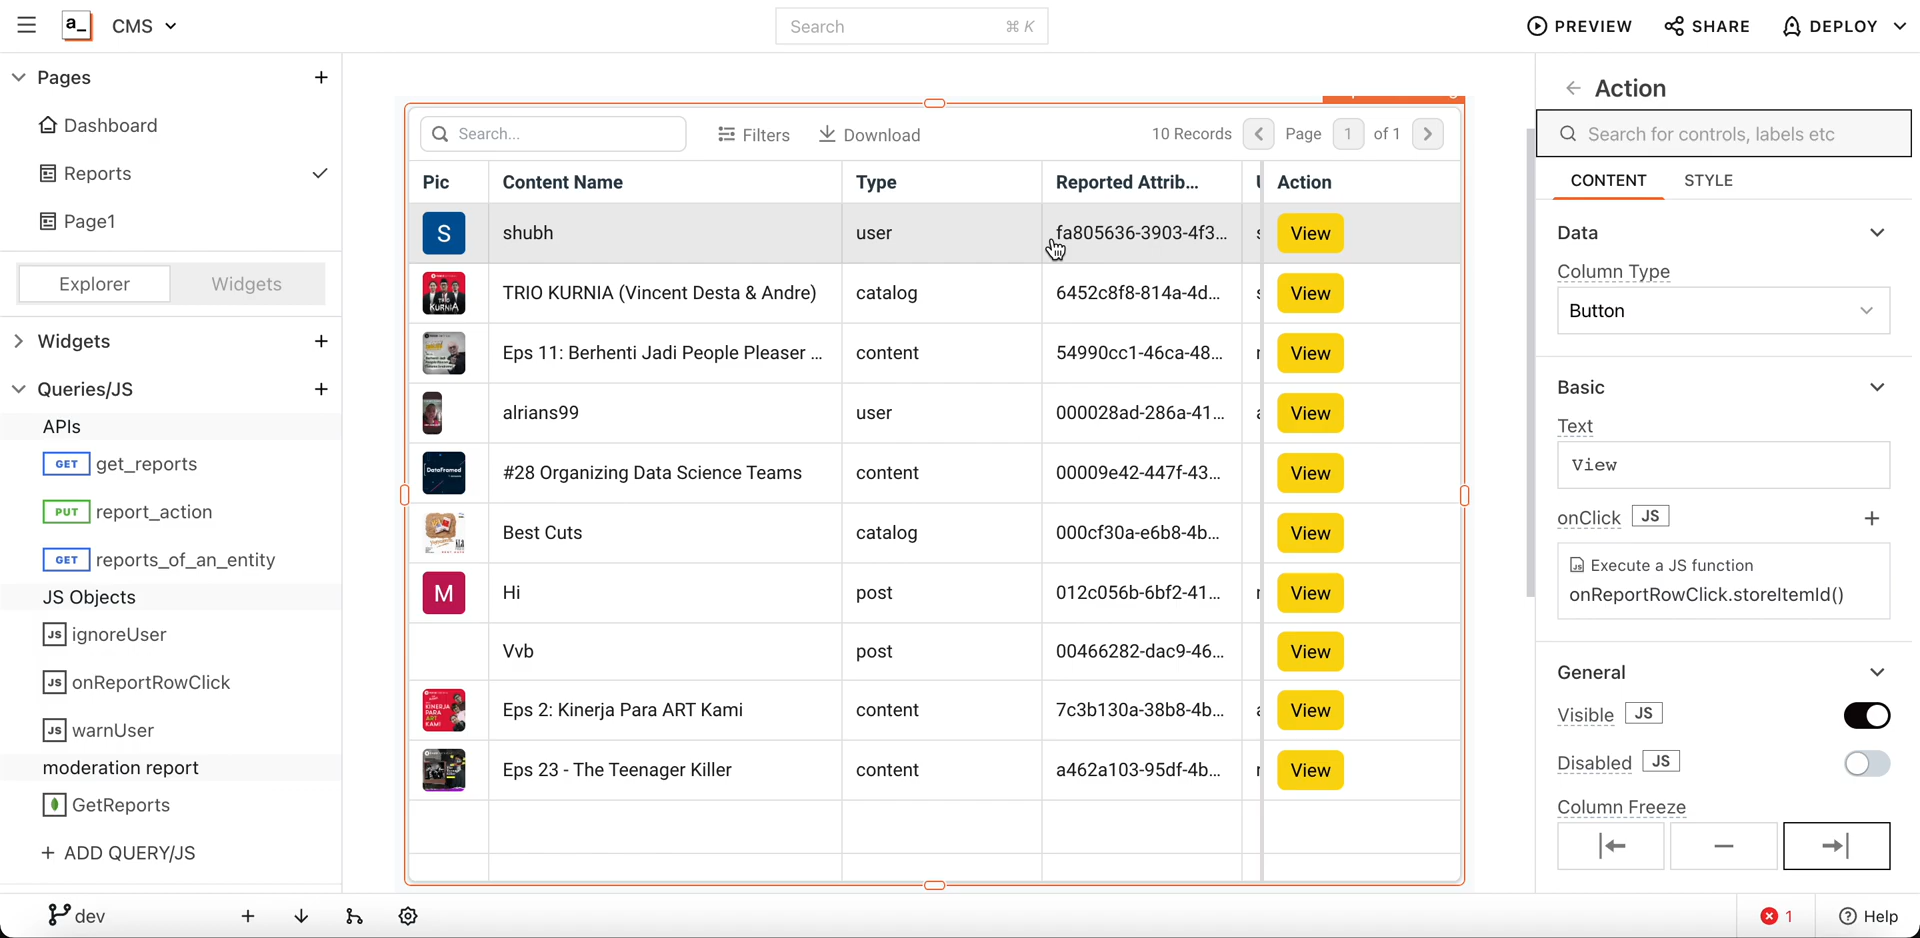 a_ CMS
Search ⌘ K
PREVIEW SHARE DEPLOY
Pages
Dashboard
Reports
Page1
Explorer Widgets
Widgets
Queries/JS
APIs
GET get_reports
PUT report_action
GET reports_of_an_entity
JS Objects
JS ignoreUser
JS onReportRowClick
JS warnUser
moderation report
GetReports
+ ADD QUERY/JS
dev
Search... Filters Download 10 Records Page 1 of 1
Pic Content Name Type Reported Attrib... Action
S shubh user fa805636-3903-4f3... View
TRIO KURNIA (Vincent Desta & Andre) catalog 6452c8f8-814a-4d... View
Eps 11: Berhenti Jadi People Pleaser ... content 54990cc1-46ca-48... View
alrians99 user 000028ad-286a-41... View
DataFramed #28 Organizing Data Science Teams content 00009e42-447f-43... View
Best Cuts catalog 000cf30a-e6b8-4b... View
M Hi post 012c056b-6bf2-41... View
Vvb post 00466282-dac9-46... View
KINERJA PARA ART KAMI Eps 2: Kinerja Para ART Kami content 7c3b130a-38b8-4b... View
Eps 23 - The Teenager Killer content a462a103-95df-4b... View
Action
Search for controls, labels etc
CONTENT STYLE
Data
Column Type
Button
Basic
Text
View
onClick JS
Execute a JS function
onReportRowClick.storeItemId()
General
Visible JS
Disabled JS
Column Freeze
1 Help